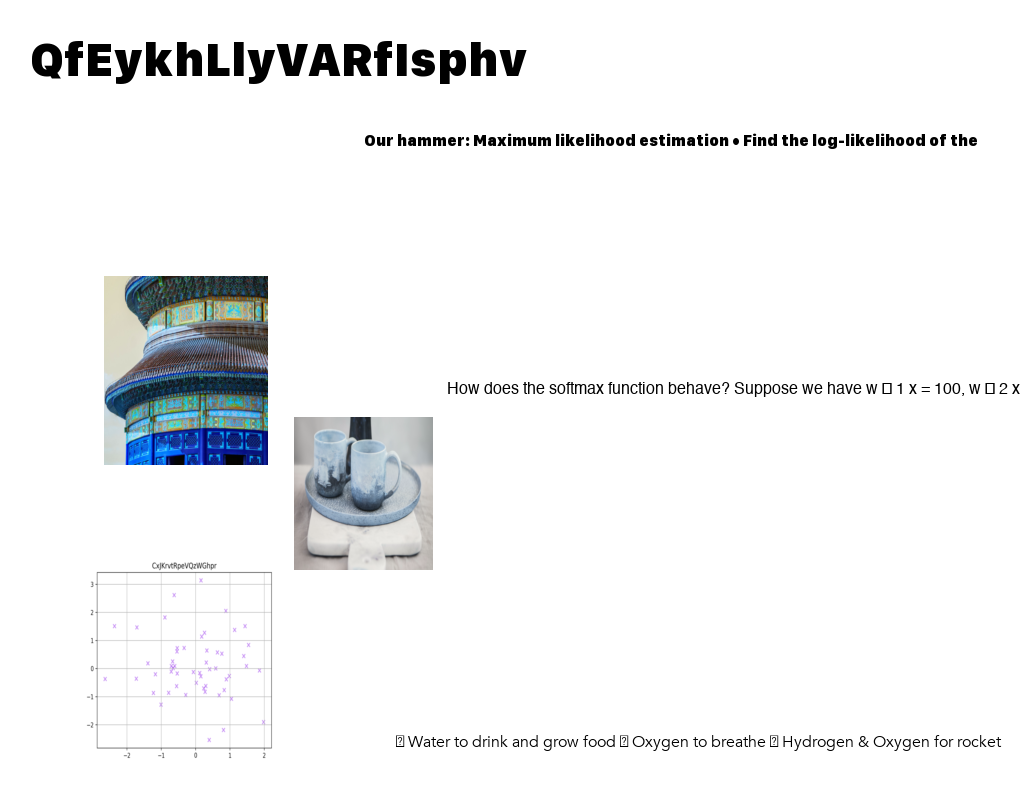 QfEykhLlyVARfIsphv
Our hammer: Maximum likelihood estimation • Find the log-likelihood of the
How does the softmax function behave? Suppose we have w 􏰀 1 x = 100, w 􏰀 2 x
CxJKrvtRpeVQzWGhpr
3
2
1
0
−1
−2
−2 −1 0 1 2
􏰀 Water to drink and grow food 􏰀 Oxygen to breathe 􏰀 Hydrogen & Oxygen for rocket